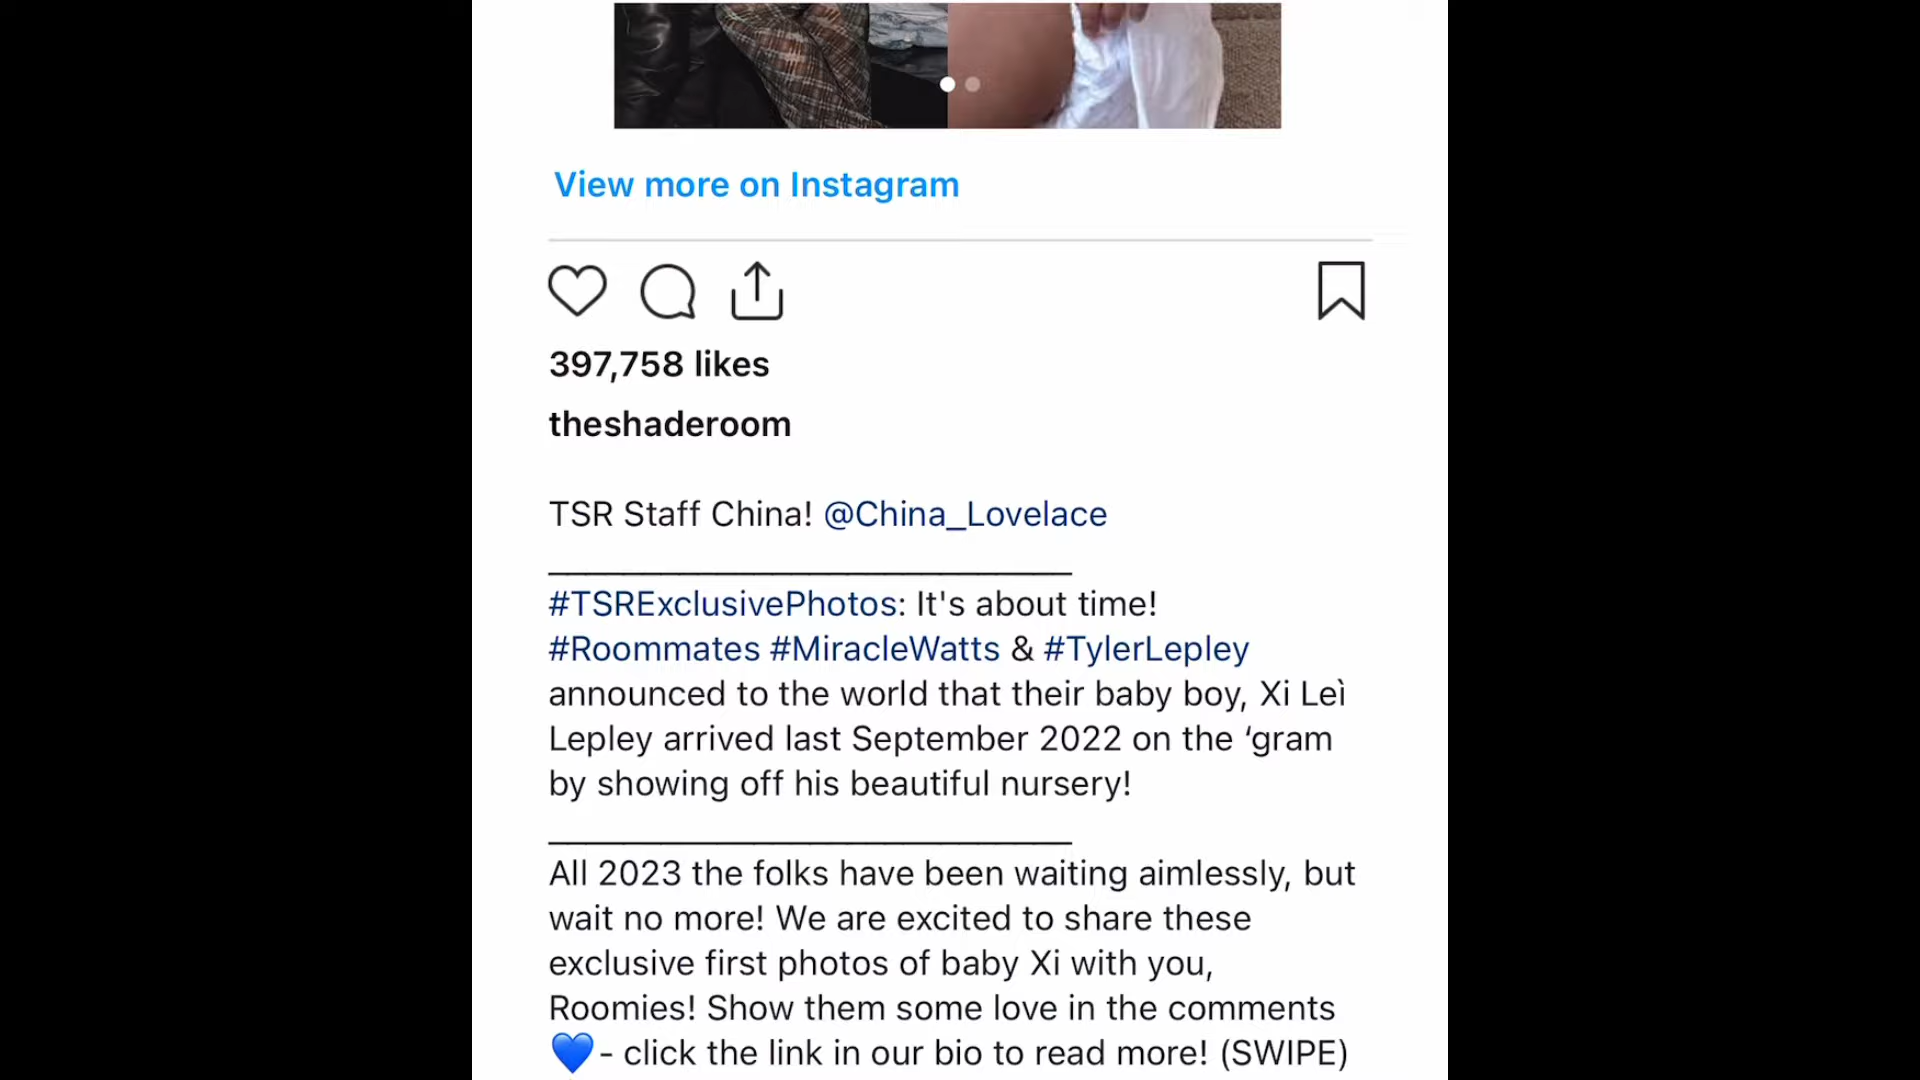 View more on Instagram
397,758 likes
theshaderoom
TSR Staff China! @China_Lovelace
____________________________
#TSRExclusivePhotos: It's about time!
#Roommates #MiracleWatts & #TylerLepley
announced to the world that their baby boy, Xi Leì
Lepley arrived last September 2022 on the ‘gram
by showing off his beautiful nursery!
____________________________
All 2023 the folks have been waiting aimlessly, but
wait no more! We are excited to share these
exclusive first photos of baby Xi with you,
Roomies! Show them some love in the comments
💙- click the link in our bio to read more! (SWIPE)